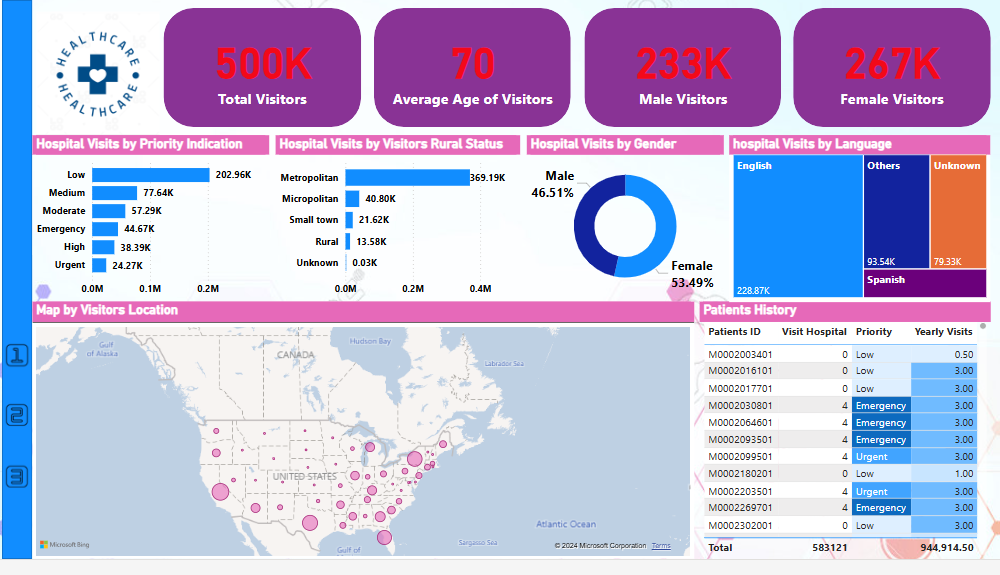 HEALTHCARE
HEALTHCARE
500K
Total Visitors
70
Average Age of Visitors
233K
Male Visitors
267K
Female Visitors
Hospital Visits by Priority Indication
Low 202.96K
Medium 77.64K
Moderate 57.29K
Emergency 44.67K
High 38.39K
Urgent 24.27K
0.0M 0.1M 0.2M
Hospital Visits by Visitors Rural Status
Metropolitan 369.19K
Micropolitan 40.80K
Small town 21.62K
Rural 13.58K
Unknown 0.03K
0.0M 0.2M 0.4M
Hospital Visits by Gender
Male
46.51%
Female
53.49%
hospital Visits by Language
English
228.87K
Others
93.54K
Unknown
79.33K
Spanish
1
2
3
Map by Visitors Location
Gulf
of Alaska
CANADA
Hudson Bay
Labrador Sea
UNITED STATES
Atlantic Ocean
Sargasso Sea
Gulf of
Microsoft Bing
© 2024 Microsoft Corporation Terms
Patients History
Patients ID Visit Hospital Priority Yearly Visits
M0002003401 0 Low 0.50
M0002016101 0 Low 3.00
M0002017701 0 Low 3.00
M0002030801 4 Emergency 3.00
M0002064601 4 Emergency 3.00
M0002093501 4 Emergency 3.00
M0002099501 4 Urgent 3.00
M0002180201 0 Low 1.00
M0002203501 4 Urgent 3.00
M0002269701 4 Emergency 3.00
M0002302001 0 Low 3.00
Total 583121 944,914.50